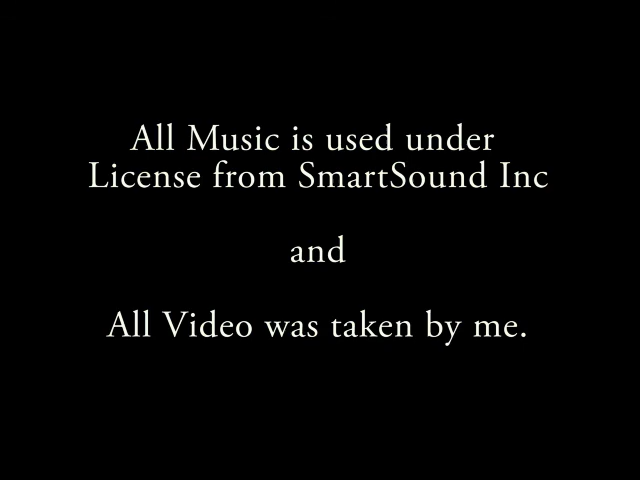 All Music is used under
License from SmartSound Inc
and
All Video was taken by me.